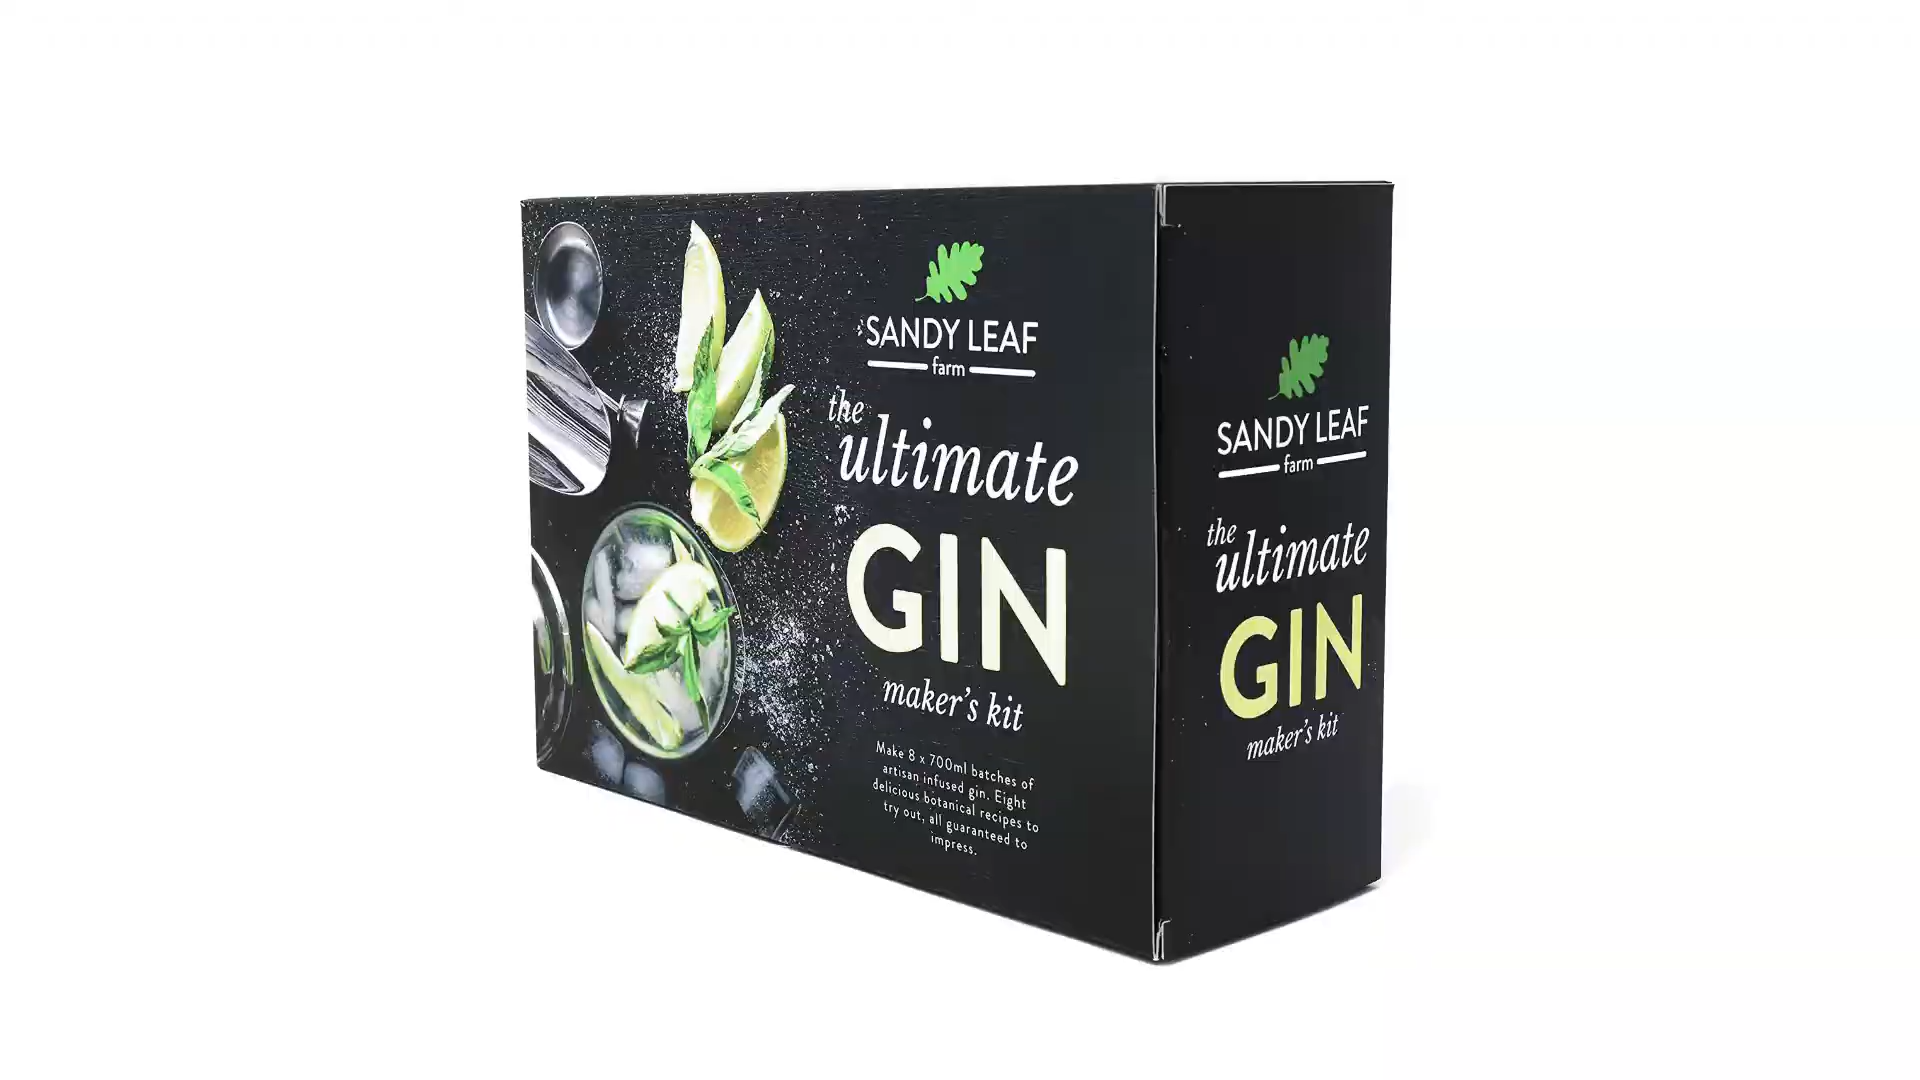 SANDY LEAF
farm
the
ultimate
GIN
maker's kit
Make 8 x 700ml batches of
artisan infused gin. Eight
delicious botanical recipes to
try out, all guaranteed to
impress.
SANDY LEAF
farm
the
ultimate
GIN
maker's kit